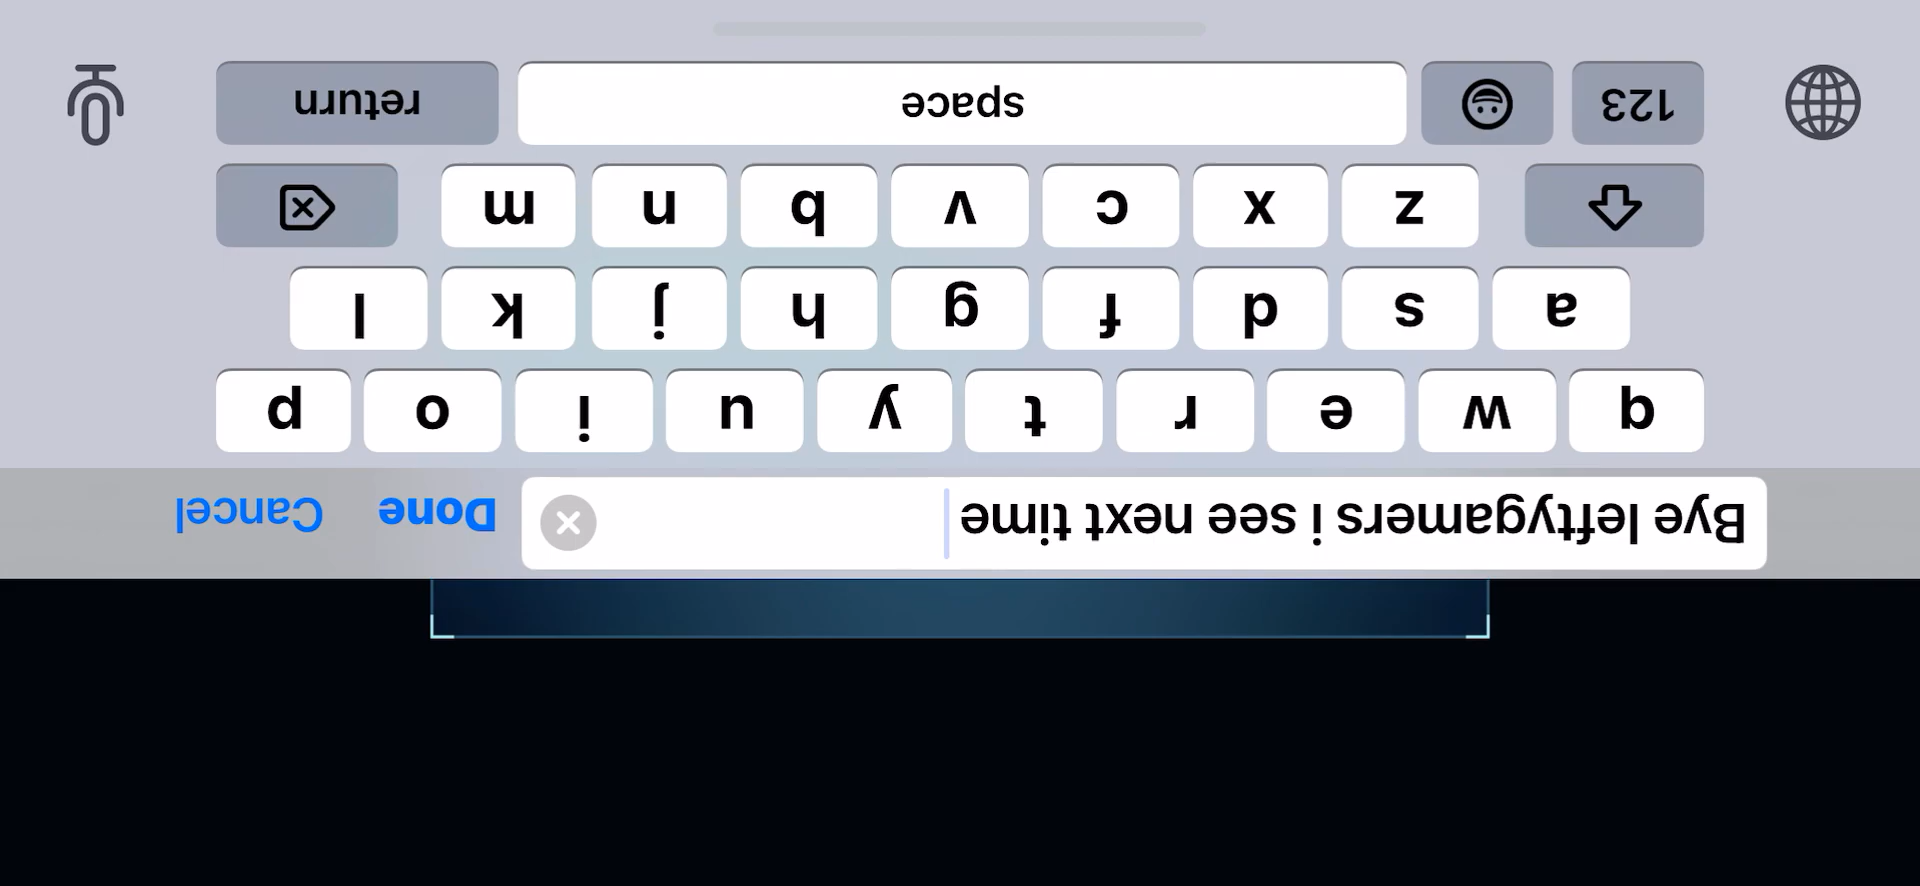 Bye leftygamers i see next time
Done
Cancel
q w e r t y u i o p
a s d f g h j k l
z x c v b n m
123
space
return